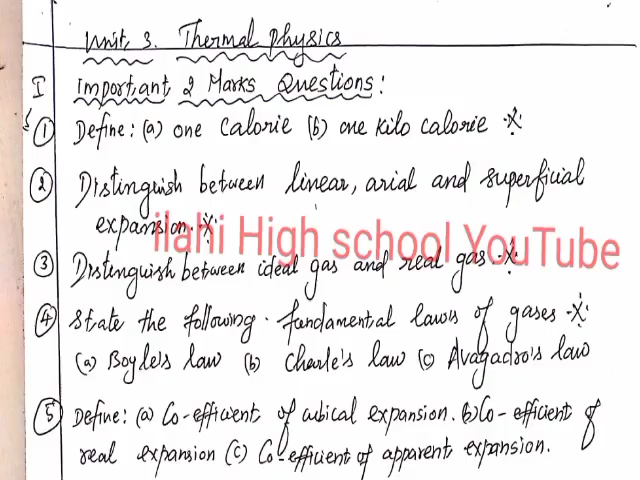 Unit 3. Thermal physics
I Important 2 Marks Questions:
① Define: (a) one calorie (b) one kilo calorie ※
② Distinguish between linear, arial and superficial
expansion. ※
ilahi High school YouTube
③ Distinguish between ideal gas and real gas ※
④ State the following. fundamental laws of gases ※
(a) Boyle's law (b) Charle's law (c) Avagadro's law
⑤ Define: (a) Co-efficient of cubical expansion. (b) Co-efficient of
real expansion (c) Co-efficient of apparent expansion.